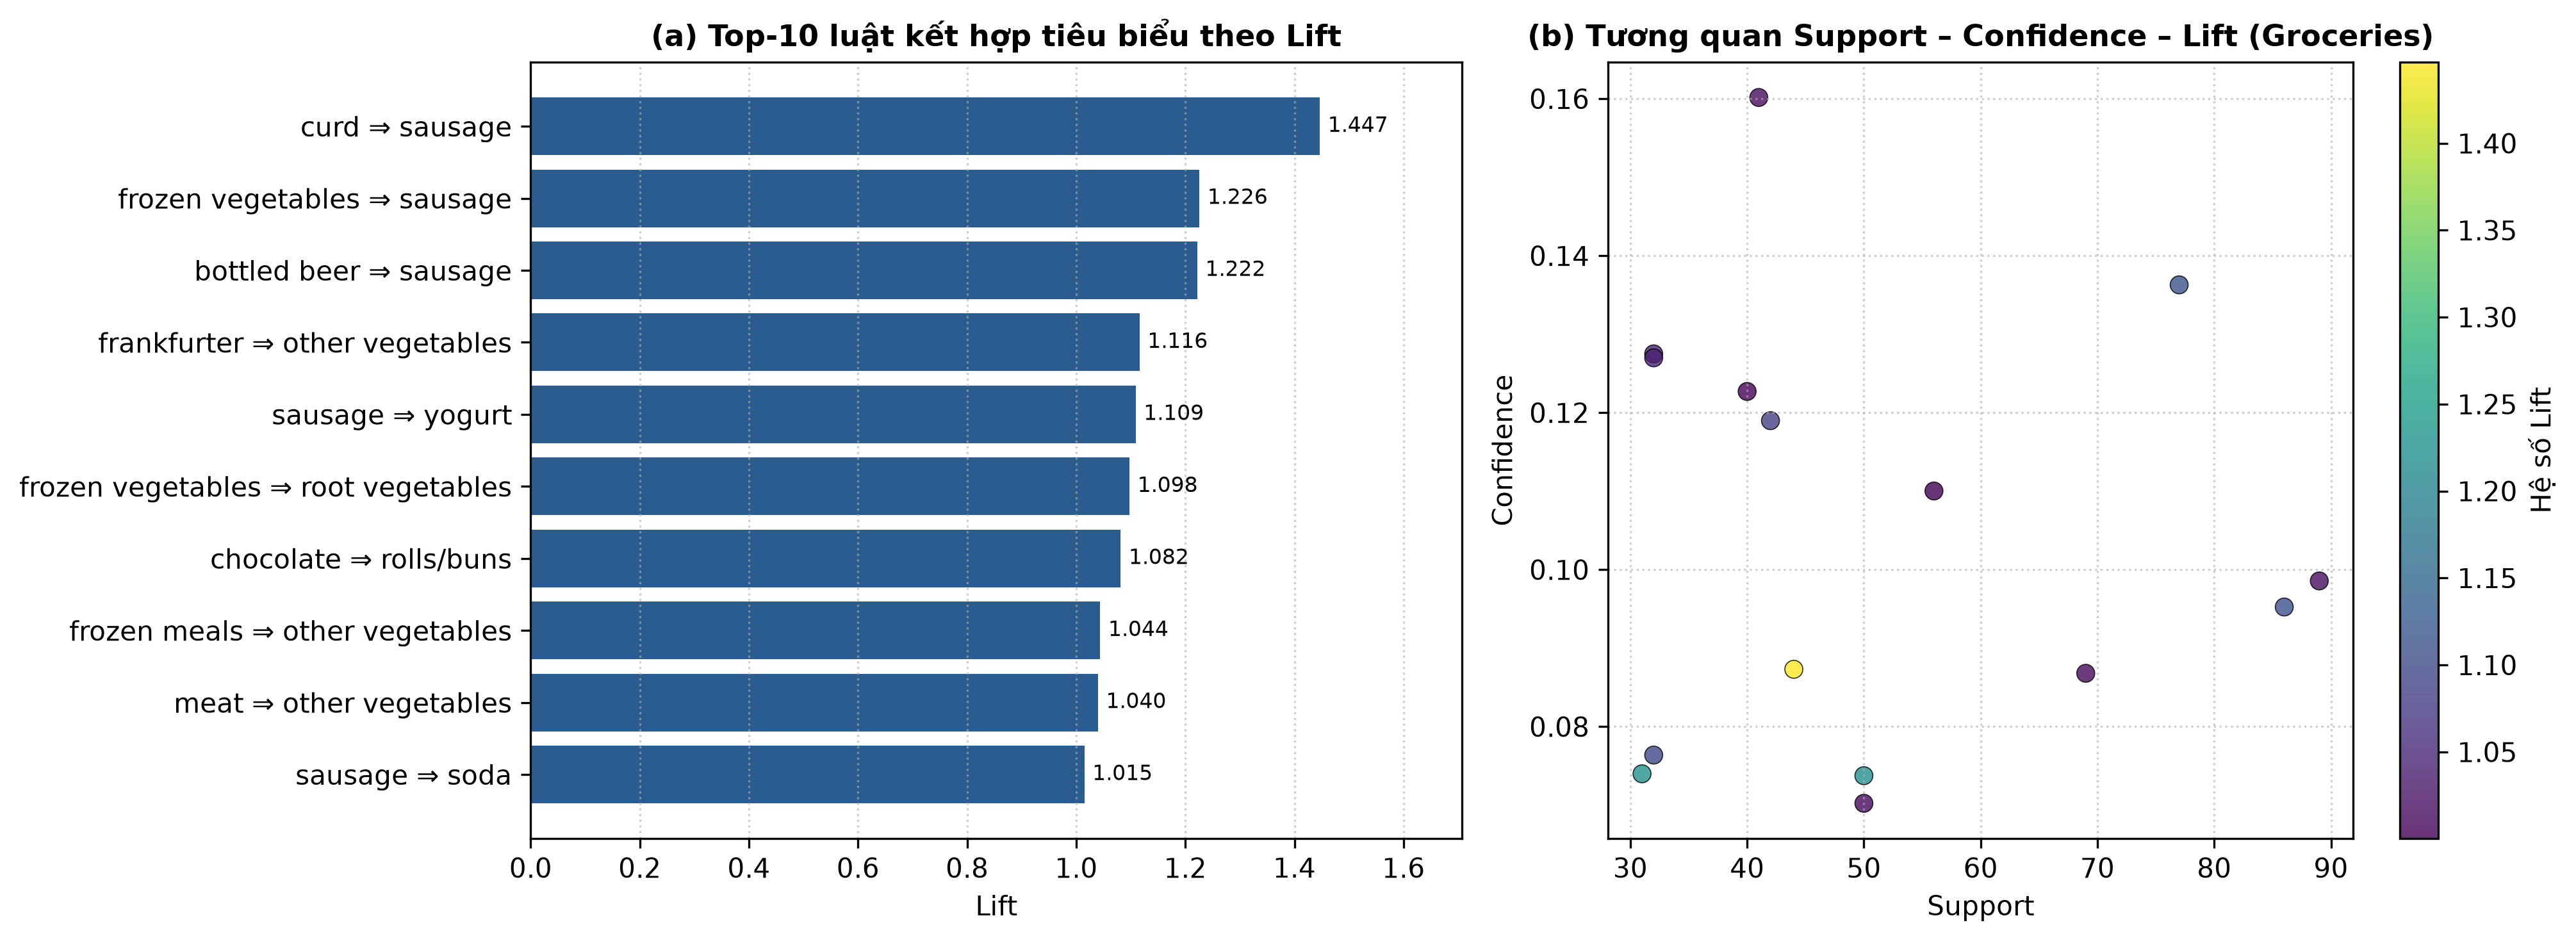 (a) Top-10 luật kết hợp tiêu biểu theo Lift
curd ⇒ sausage
1.447
frozen vegetables ⇒ sausage
1.226
bottled beer ⇒ sausage
1.222
frankfurter ⇒ other vegetables
1.116
sausage ⇒ yogurt
1.109
frozen vegetables ⇒ root vegetables
1.098
chocolate ⇒ rolls/buns
1.082
frozen meals ⇒ other vegetables
1.044
meat ⇒ other vegetables
1.040
sausage ⇒ soda
1.015
0.0 0.2 0.4 0.6 0.8 1.0 1.2 1.4 1.6
Lift
(b) Tương quan Support – Confidence – Lift (Groceries)
Confidence
0.16
0.14
0.12
0.10
0.08
30 40 50 60 70 80 90
Support
1.40
1.35
1.30
1.25
1.20
1.15
1.10
1.05
Hệ số Lift